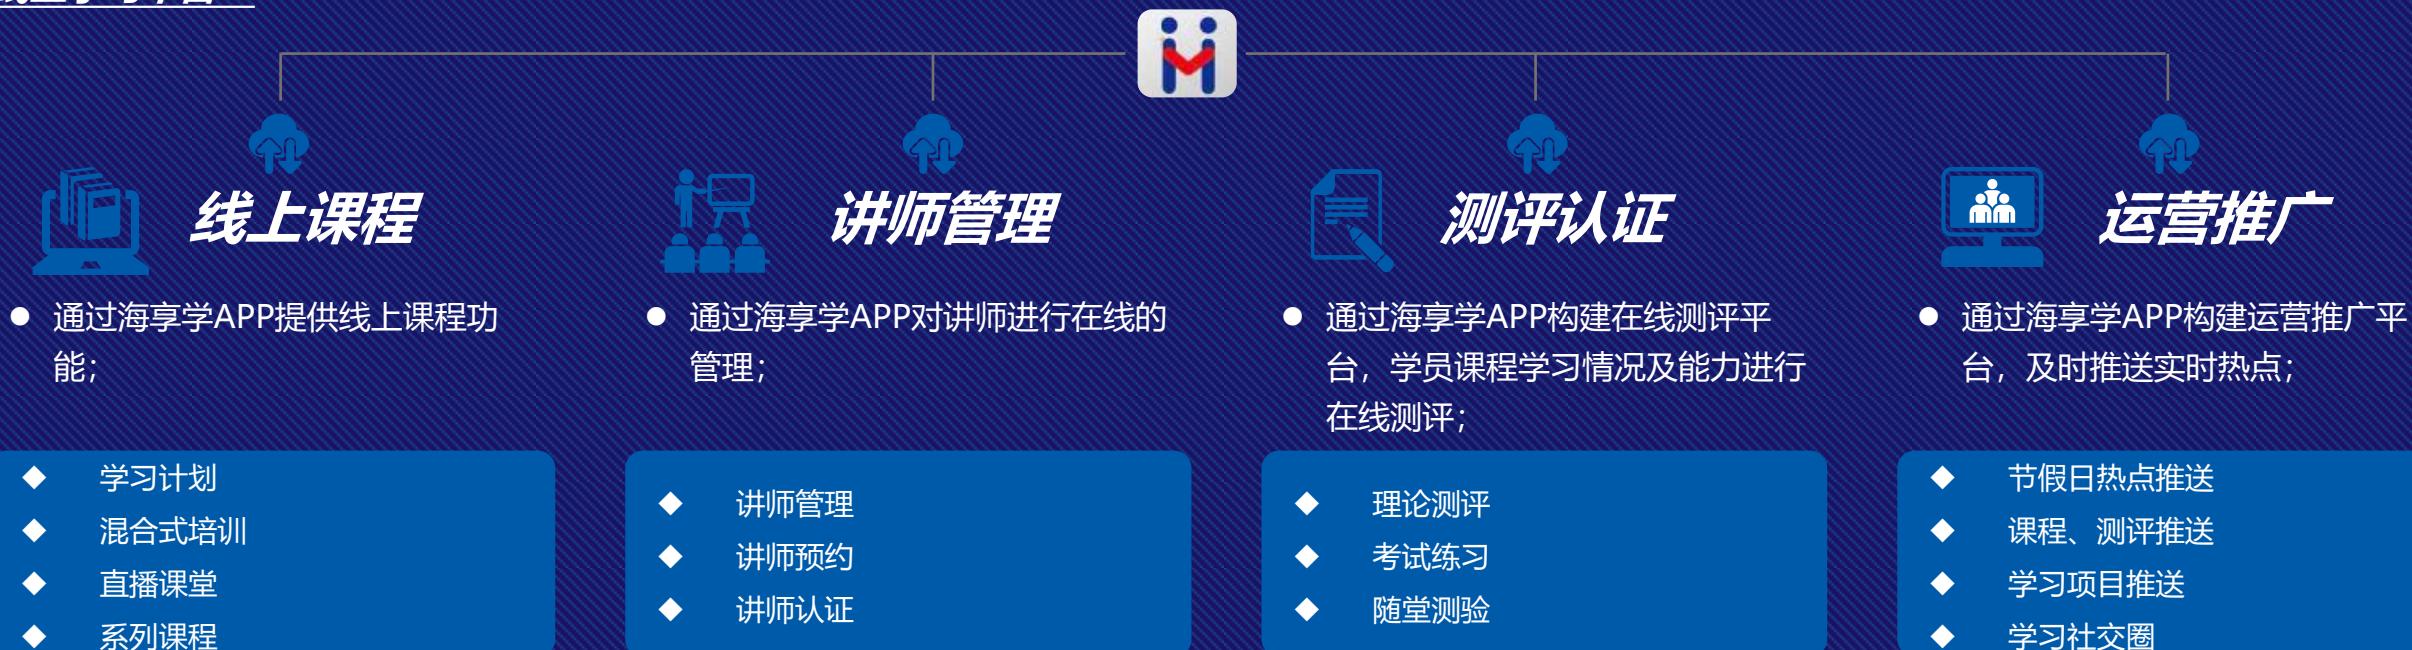 线上课程
通过海享学APP提供线上课程功
能；
学习计划
混合式培训
直播课堂
系列课程
讲师管理
通过海享学APP对讲师进行在线的
管理；
讲师管理
讲师预约
讲师认证
测评认证
通过海享学APP构建在线测评平
台，学员课程学习情况及能力进行
在线测评；
理论测评
考试练习
随堂测验
运营推广
通过海享学APP构建运营推广平
台，及时推送实时热点；
节假日热点推送
课程、测评推送
学习项目推送
学习社交圈